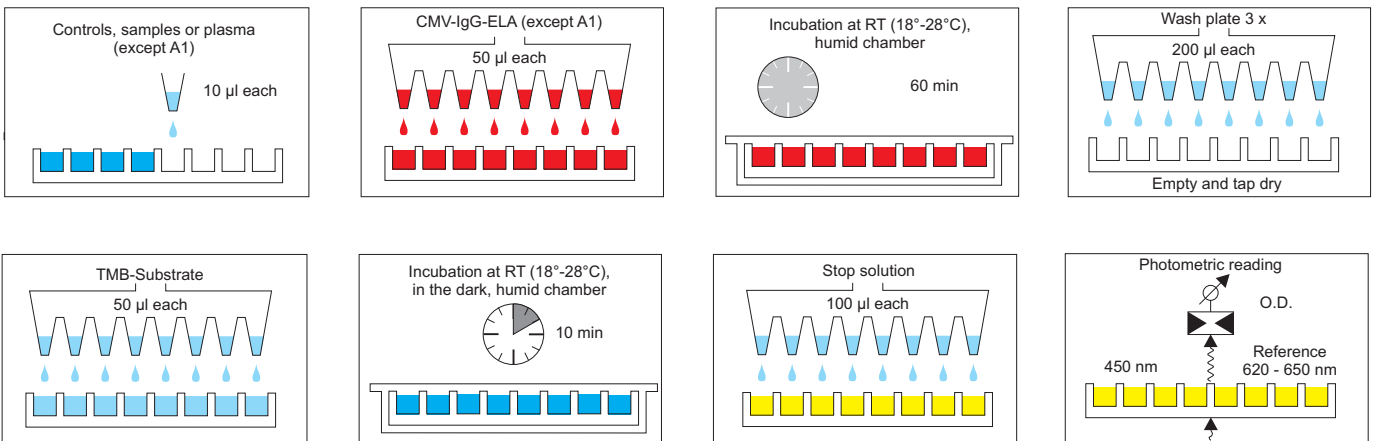 Controls, samples or plasma
(except A1)
10 µl each
CMV-IgG-ELA (except A1)
50 µl each
Incubation at RT (18°-28°C),
humid chamber
60 min
Wash plate 3 x
200 µl each
Empty and tap dry
TMB-Substrate
50 µl each
Incubation at RT (18°-28°C),
in the dark, humid chamber
10 min
Stop solution
100 µl each
Photometric reading
O.D.
450 nm
Reference
620 - 650 nm